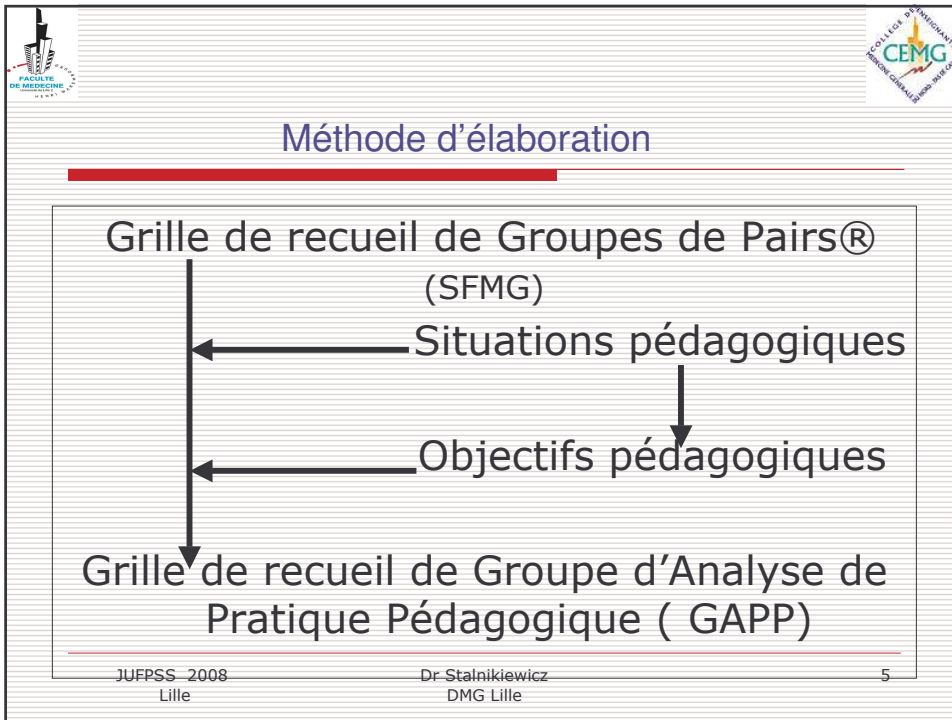 FACULTE
DE MEDECINE
CEMG
Méthode d'élaboration
Grille de recueil de Groupes de Pairs®
(SFMG)
Situations pédagogiques
Objectifs pédagogiques
Grille de recueil de Groupe d'Analyse de
Pratique Pédagogique ( GAPP)
JUFPSS 2008
Lille
Dr Stalnikiewicz
DMG Lille
5